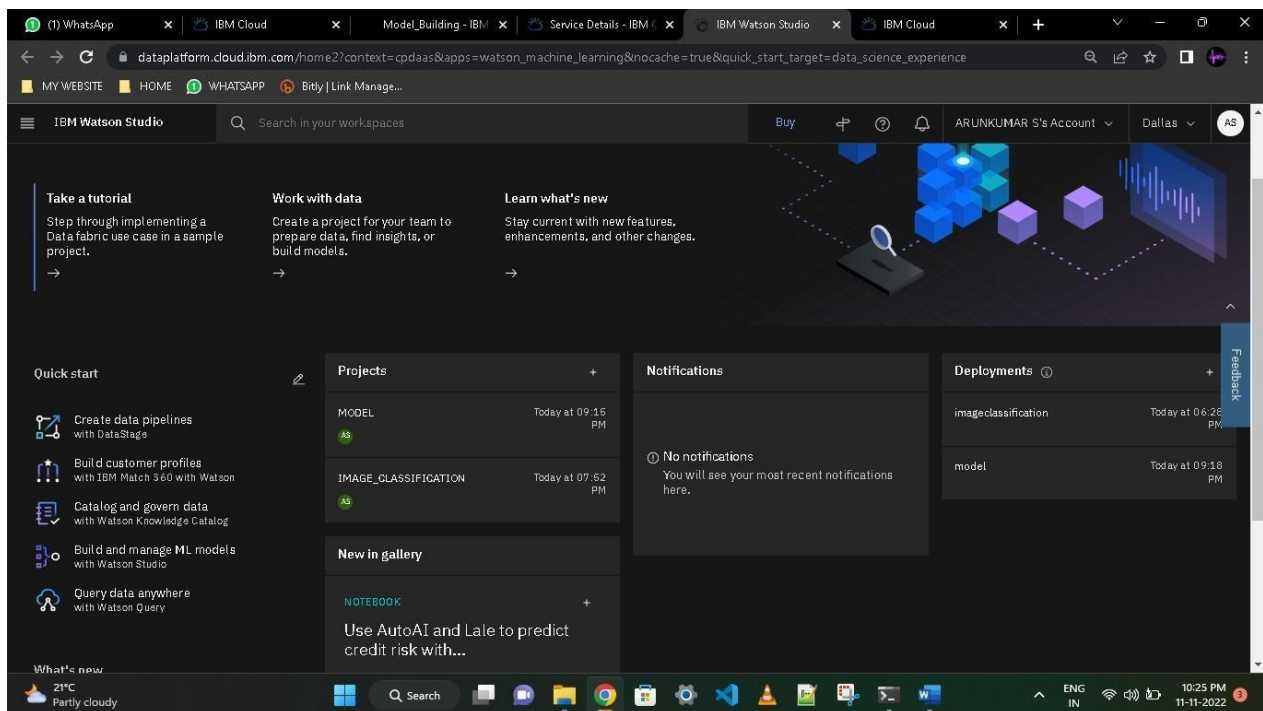 (1) WhatsApp
IBM Cloud
Model_Building - IBM
Service Details - IBM C
IBM Watson Studio
IBM Cloud
dataplatform.cloud.ibm.com/home2?context=cpdaas&apps=watson_machine_learning&nocache=true&quick_start_target=data_science_experience
MY WEBSITE
HOME
WHATSAPP
Bitly | Link Manage...
IBM Watson Studio
Search in your workspaces
Buy
ARUNKUMAR S's Account
Dallas
AS
Take a tutorial
Step through implementing a
Data fabric use case in a sample
project.
Work with data
Create a project for your team to
prepare data, find insights, or
build models.
Learn what's new
Stay current with new features,
enhancements, and other changes.
Feedback
Quick start
Create data pipelines
with DataStage
Build customer profiles
with IBM Match 360 with Watson
Catalog and govern data
with Watson Knowledge Catalog
Build and manage ML models
with Watson Studio
Query data anywhere
with Watson Query
What's new
Projects
MODEL
Today at 09:15
PM
AS
IMAGE_CLASSIFICATION
Today at 07:52
PM
AS
New in gallery
NOTEBOOK
Use AutoAI and Lale to predict
credit risk with...
Notifications
No notifications
You will see your most recent notifications
here.
Deployments
imageclassification
Today at 06:28
PM
model
Today at 09:18
PM
21°C
Partly cloudy
Search
ENG
IN
10:25 PM
11-11-2022
3